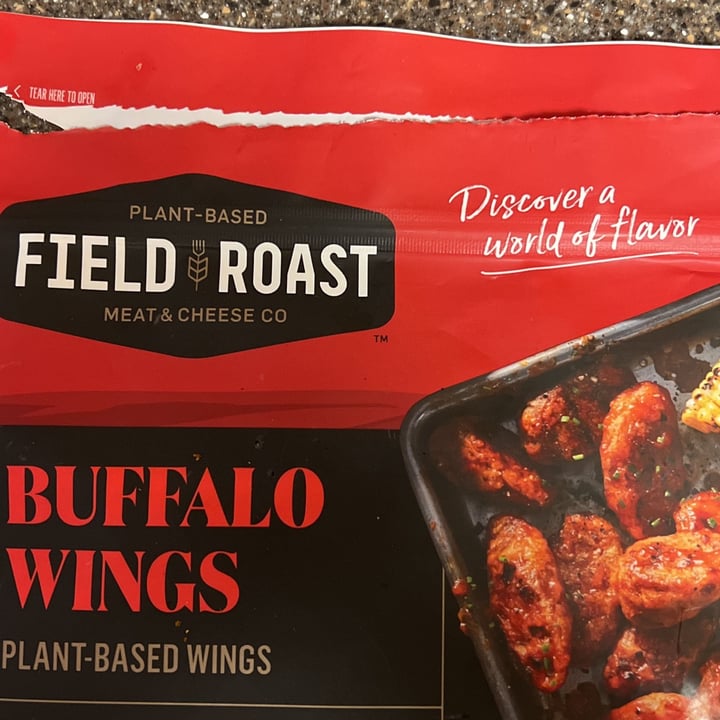 TEAR HERE TO OPEN
PLANT-BASED
FIELD ROAST
MEAT & CHEESE CO
TM
Discover a
world of flavor
BUFFALO
WINGS
PLANT-BASED WINGS